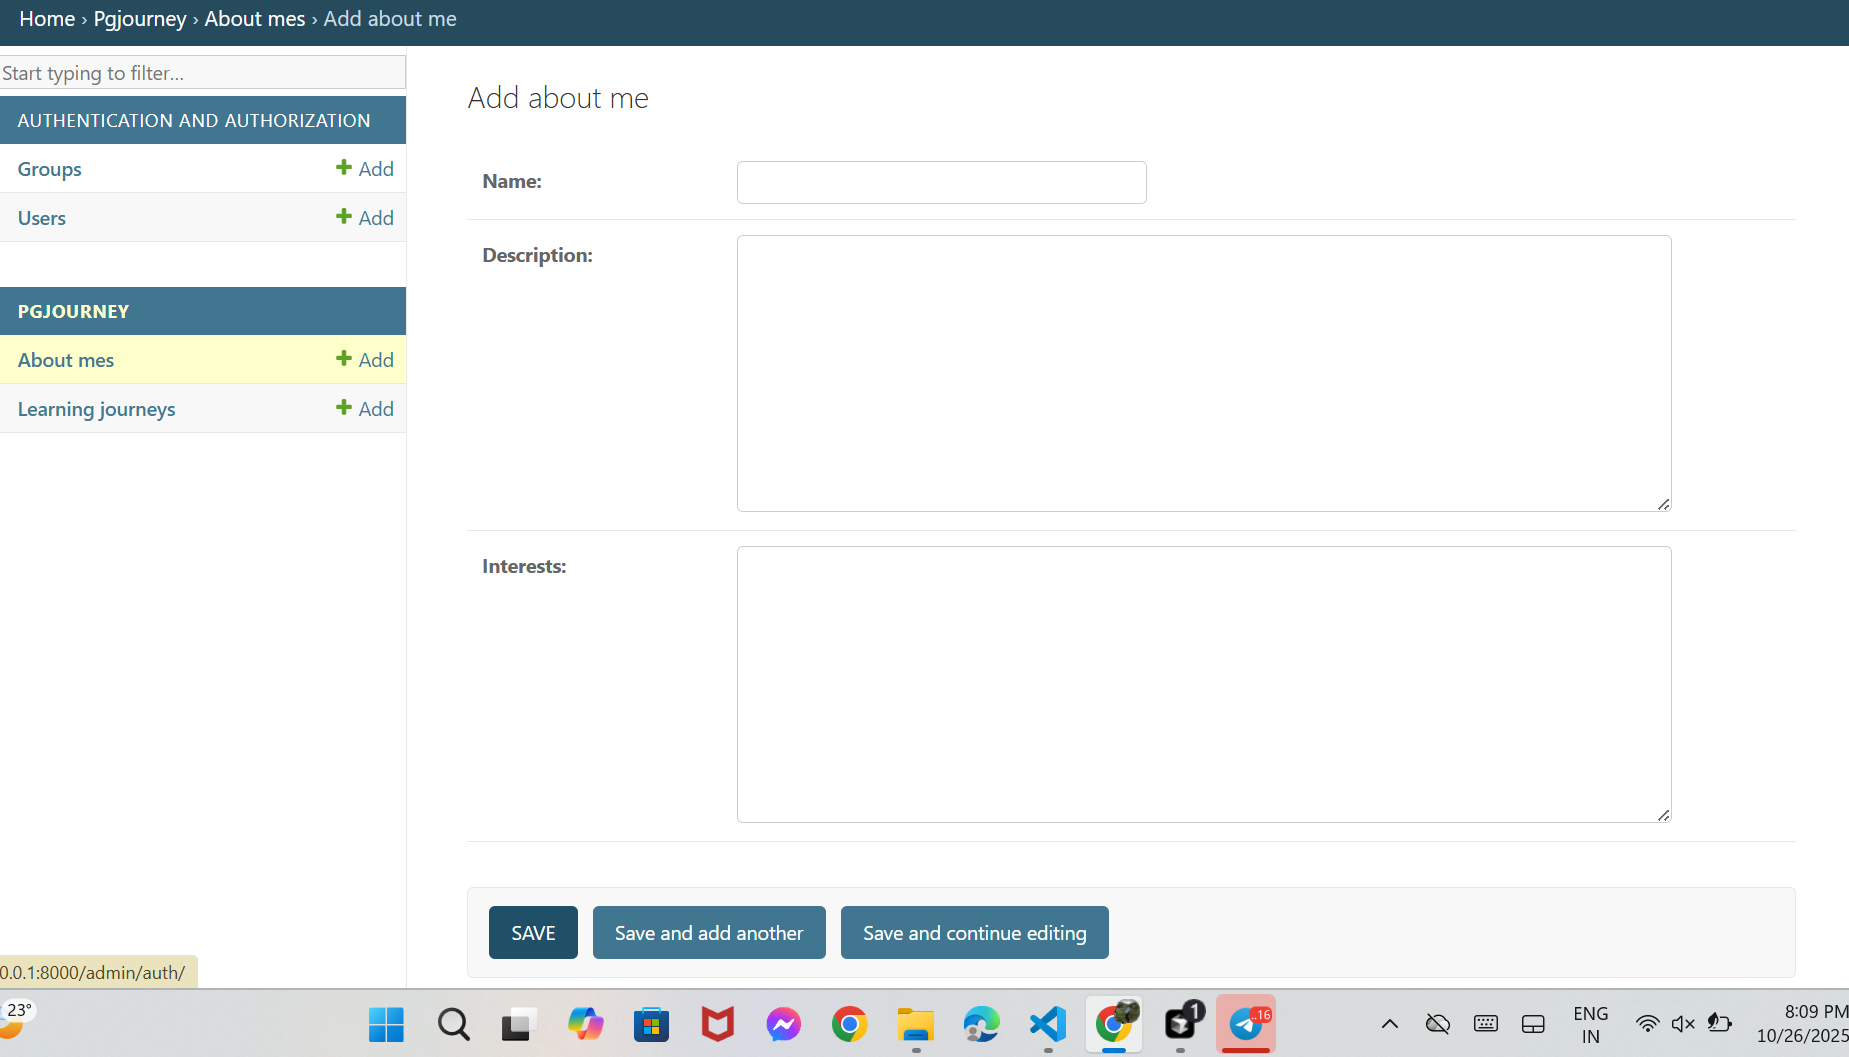 Home › Pgjourney › About mes › Add about me
Start typing to filter...
AUTHENTICATION AND AUTHORIZATION
Groups Add
Users Add
PGJOURNEY
About mes Add
Learning journeys Add
Add about me
Name:
Description:
Interests:
SAVE Save and add another Save and continue editing
0.0.1:8000/admin/auth/
23°
1
..16
ENG
IN
8:09 PM
10/26/2025